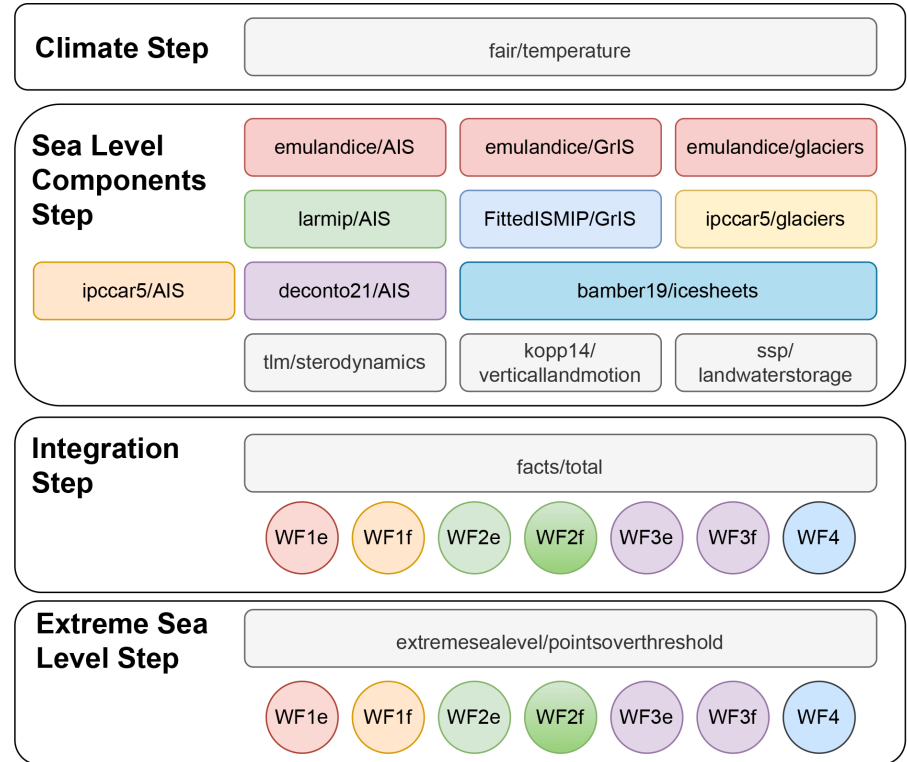 Climate Step
fair/temperature
Sea Level
Components
Step
emulandice/AIS
emulandice/GrIS
emulandice/glaciers
larmip/AIS
FittedISMIP/GrIS
ipccar5/glaciers
ipccar5/AIS
deconto21/AIS
bamber19/icesheets
tlm/sterodynamics
kopp14/
verticallandmotion
ssp/
landwaterstorage
Integration
Step
facts/total
WF1e
WF1f
WF2e
WF2f
WF3e
WF3f
WF4
Extreme Sea
Level Step
extremesealevel/pointsoverthreshold
WF1e
WF1f
WF2e
WF2f
WF3e
WF3f
WF4